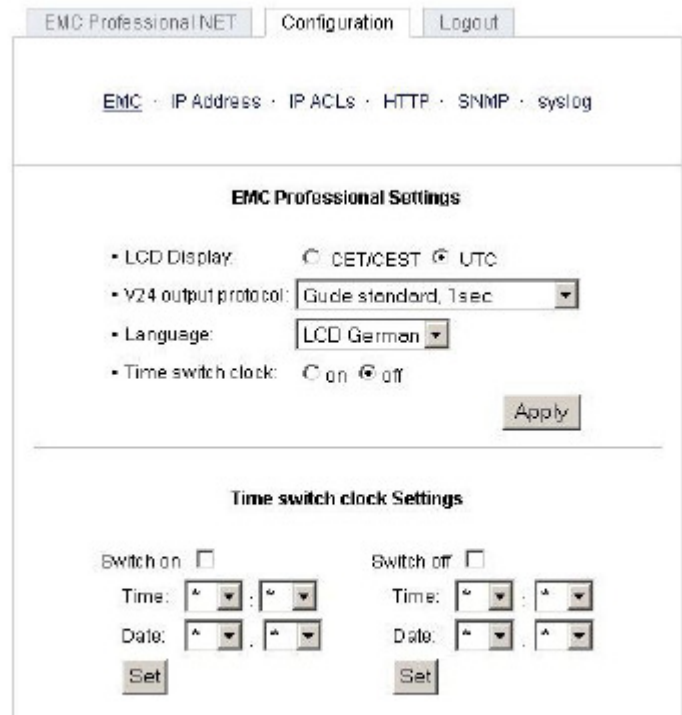 EMC Professional NET Configuration Logout
EMC · IP Address · IP ACLs · HTTP · SNMP · syslog
EMC Professional Settings
• LCD Display: CET/CEST UTC
• V24 output protocol: Gude standard, 1sec
• Language: LCD German
• Time switch clock: on off
Apply
Time switch clock Settings
Switch on Switch off
Time: * : * Time: * : *
Date: * . * Date: * . *
Set Set